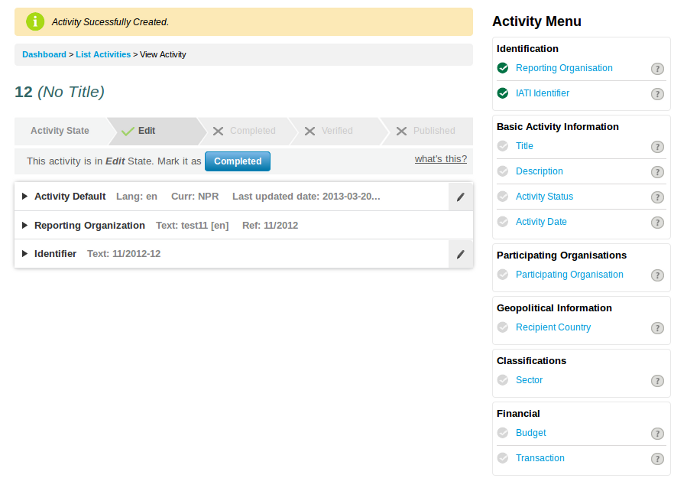 Activity Sucessfully Created.
Dashboard > List Activities > View Activity
12 (No Title)
Activity State Edit Completed Verified Published
This activity is in Edit State. Mark it as Completed what's this?
Activity Default Lang: en Curr: NPR Last updated date: 2013-03-20...
Reporting Organization Text: test11 [en] Ref: 11/2012
Identifier Text: 11/2012-12
Activity Menu
Identification
Reporting Organisation ?
IATI Identifier ?
Basic Activity Information
Title ?
Description ?
Activity Status ?
Activity Date ?
Participating Organisations
Participating Organisation ?
Geopolitical Information
Recipient Country ?
Classifications
Sector ?
Financial
Budget ?
Transaction ?